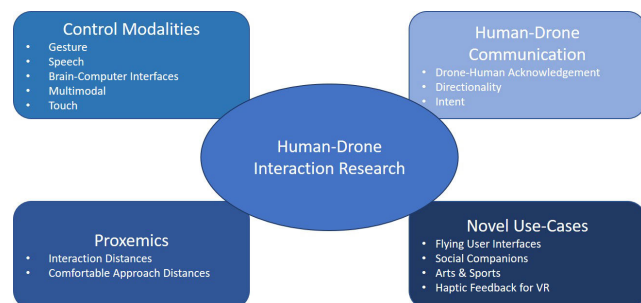 Control Modalities
• Gesture
• Speech
• Brain-Computer Interfaces
• Multimodal
• Touch
Human-Drone
Communication
• Drone-Human Acknowledgement
• Directionality
• Intent
Human-Drone
Interaction Research
Proxemics
• Interaction Distances
• Comfortable Approach Distances
Novel Use-Cases
• Flying User Interfaces
• Social Companions
• Arts & Sports
• Haptic Feedback for VR